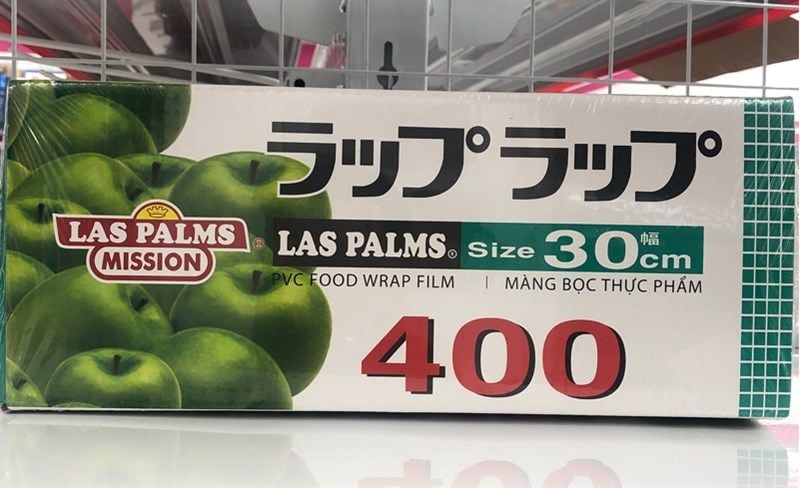 ラップラップ
LAS PALMS
MISSION
LAS PALMS® Size 30cm 幅
PVC FOOD WRAP FILM | MÀNG BỌC THỰC PHẨM
400